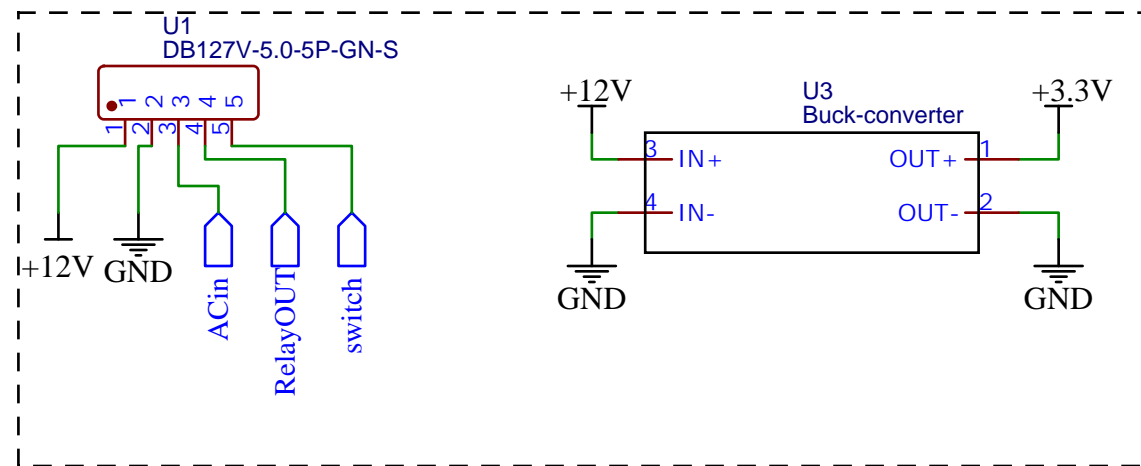 U1
DB127V-5.0-5P-GN-S
1 2 3 4 5
1 2 3 4 5
+12V
GND
ACin
RelayOUT
switch
+12V
U3
Buck-converter
+3.3V
3 IN+
OUT+ 1
4 IN-
OUT- 2
GND
GND